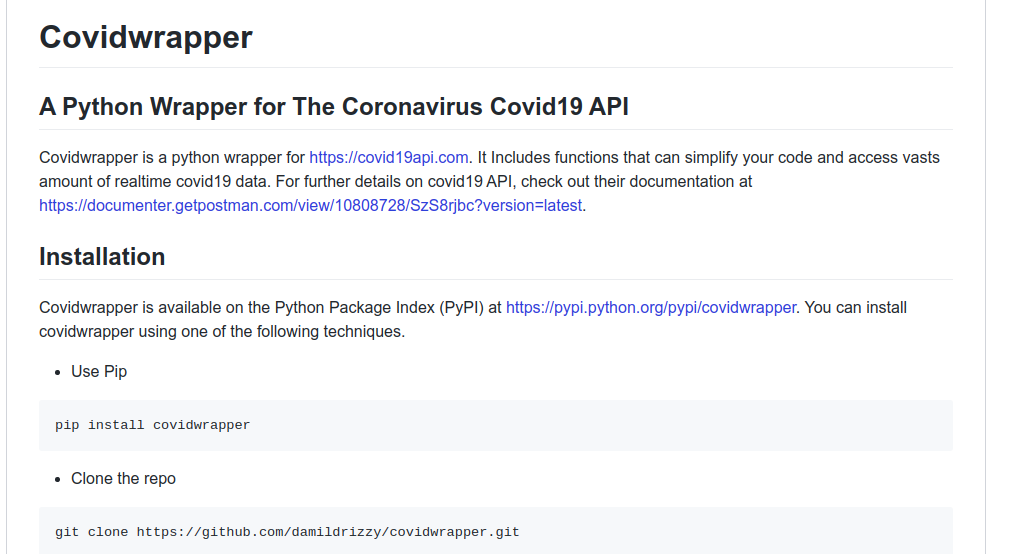 Covidwrapper
A Python Wrapper for The Coronavirus Covid19 API
Covidwrapper is a python wrapper for https://covid19api.com. It Includes functions that can simplify your code and access vasts
amount of realtime covid19 data. For further details on covid19 API, check out their documentation at
https://documenter.getpostman.com/view/10808728/SzS8rjbc?version=latest.
Installation
Covidwrapper is available on the Python Package Index (PyPI) at https://pypi.python.org/pypi/covidwrapper. You can install
covidwrapper using one of the following techniques.
• Use Pip
pip install covidwrapper
• Clone the repo
git clone https://github.com/damildrizzy/covidwrapper.git